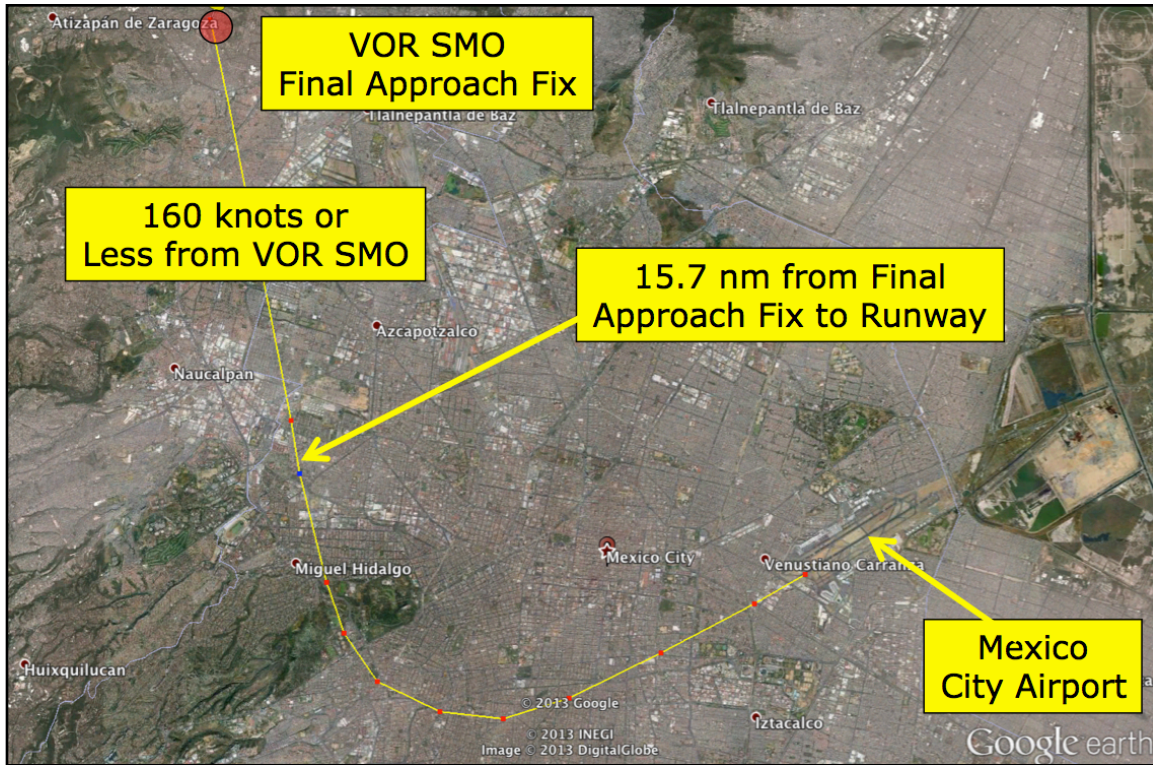 Atizapán de Zaragoza
VOR SMO
Final Approach Fix
Tlalnepantla de Baz
Tlalnepantla de Baz
160 knots or
Less from VOR SMO
15.7 nm from Final
Approach Fix to Runway
Azcapotzalco
Naucalpan
Mexico City
Miguel Hidalgo
Venustiano Carranza
Mexico
City Airport
Huixquilucan
© 2013 Google
Iztacalco
© 2013 INEGI
Image © 2013 DigitalGlobe
Google earth